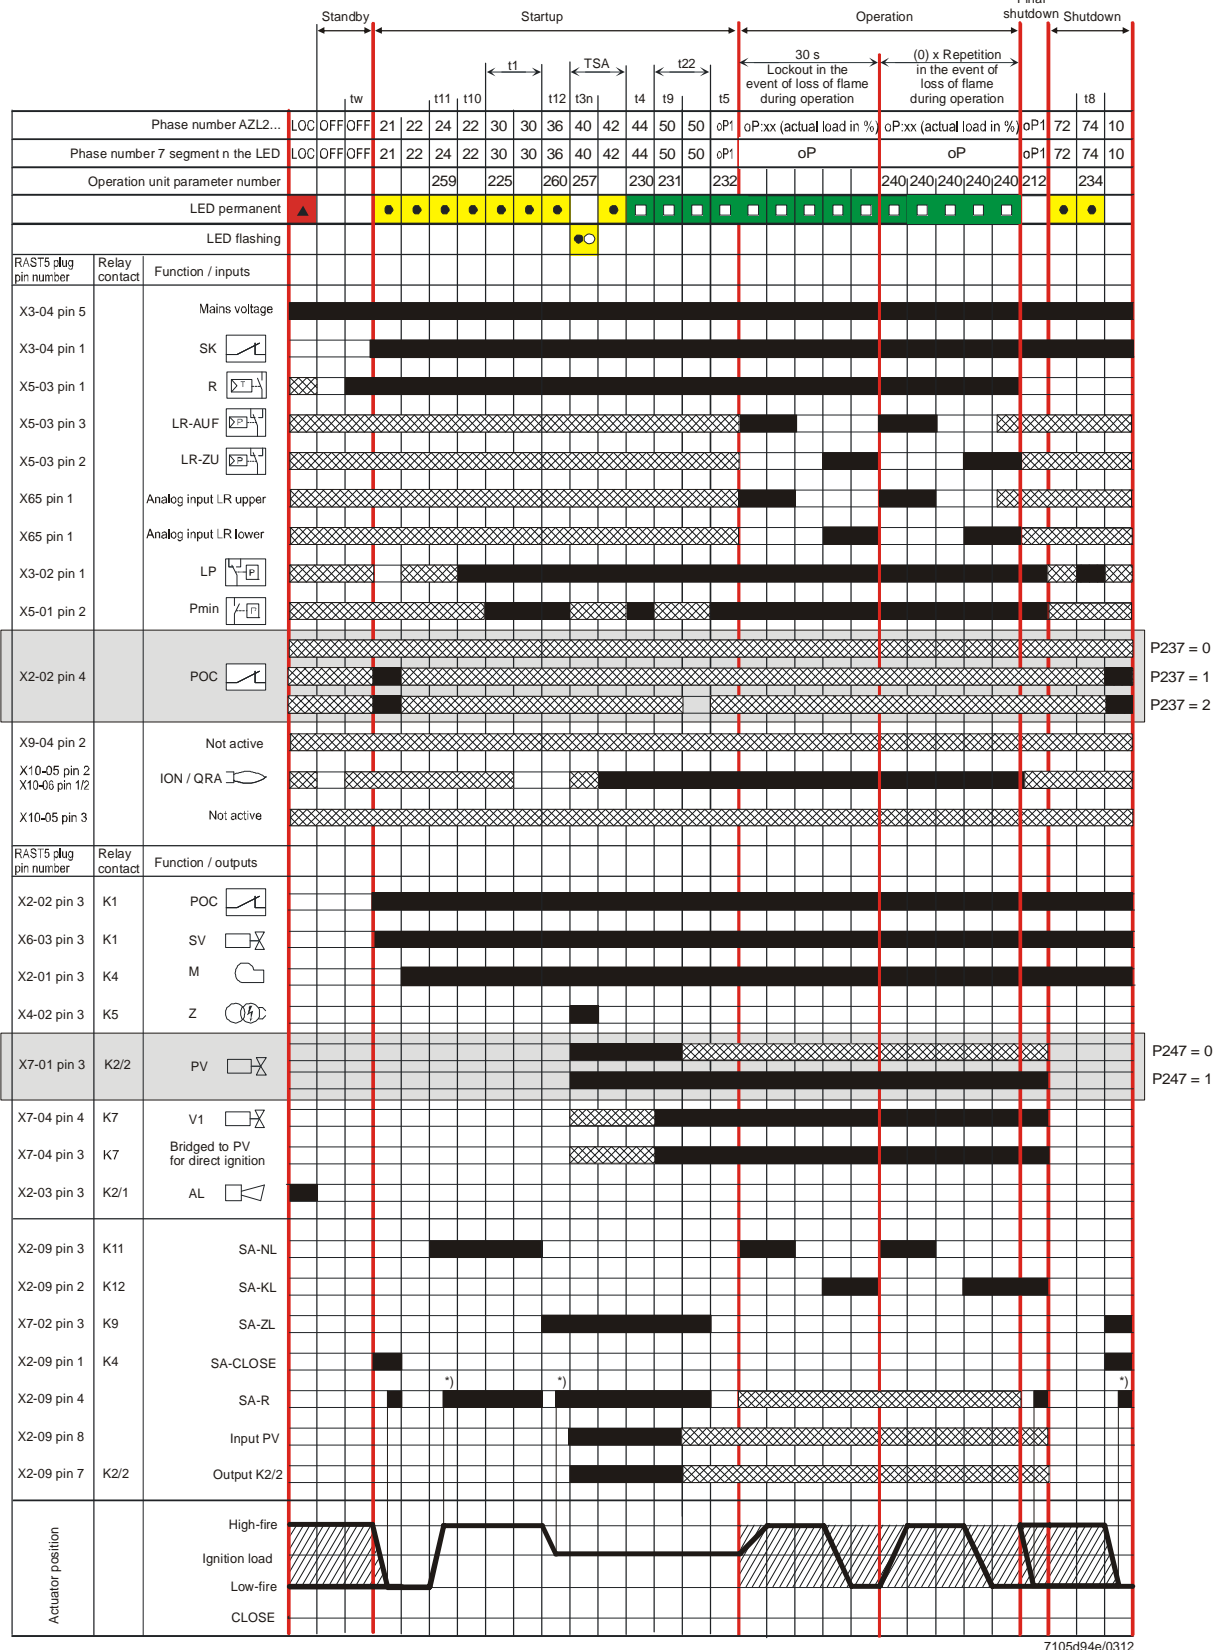 Final
Standby Startup Operation shutdown Shutdown
30 s (0) x Repetition
t1 TSA t22 Lockout in the in the event of
event of loss of flame loss of flame
tw t11 t10 t12 t3n t4 t9 t5 during operation during operation t8
Phase number AZL2... LOC OFF OFF 21 22 24 22 30 30 36 40 42 44 50 50 oP1 oP:xx (actual load in %) oP:xx (actual load in %) oP1 72 74 10
Phase number 7 segment n the LED LOC OFF OFF 21 22 24 22 30 30 36 40 42 44 50 50 oP1 oP oP oP1 72 74 10
Operation unit parameter number 259 225 260 257 230 231 232 240 240 240 240 240 212 234
LED permanent
LED flashing
RAST5 plug Relay
pin number contact Function / inputs
X3-04 pin 5 Mains voltage
X3-04 pin 1 SK
X5-03 pin 1 R T
X5-03 pin 3 LR-AUF P
X5-03 pin 2 LR-ZU P
X65 pin 1 Analog input LR upper
X65 pin 1 Analog input LR lower
X3-02 pin 1 LP P
X5-01 pin 2 Pmin P
P237 = 0
X2-02 pin 4 POC P237 = 1
P237 = 2
X9-04 pin 2 Not active
X10-05 pin 2
X10-06 pin 1/2 ION / QRA
X10-05 pin 3 Not active
RAST5 plug Relay
pin number contact Function / outputs
X2-02 pin 3 K1 POC
X6-03 pin 3 K1 SV
X2-01 pin 3 K4 M
X4-02 pin 3 K5 Z
P247 = 0
X7-01 pin 3 K2/2 PV
P247 = 1
X7-04 pin 4 K7 V1
X7-04 pin 3 K7 Bridged to PV
for direct ignition
X2-03 pin 3 K2/1 AL
X2-09 pin 3 K11 SA-NL
X2-09 pin 2 K12 SA-KL
X7-02 pin 3 K9 SA-ZL
X2-09 pin 1 K4 SA-CLOSE
*) *) *)
X2-09 pin 4 SA-R
X2-09 pin 8 Input PV
X2-09 pin 7 K2/2 Output K2/2
Actuator position
High-fire
Ignition load
Low-fire
CLOSE
7105d94e/0312